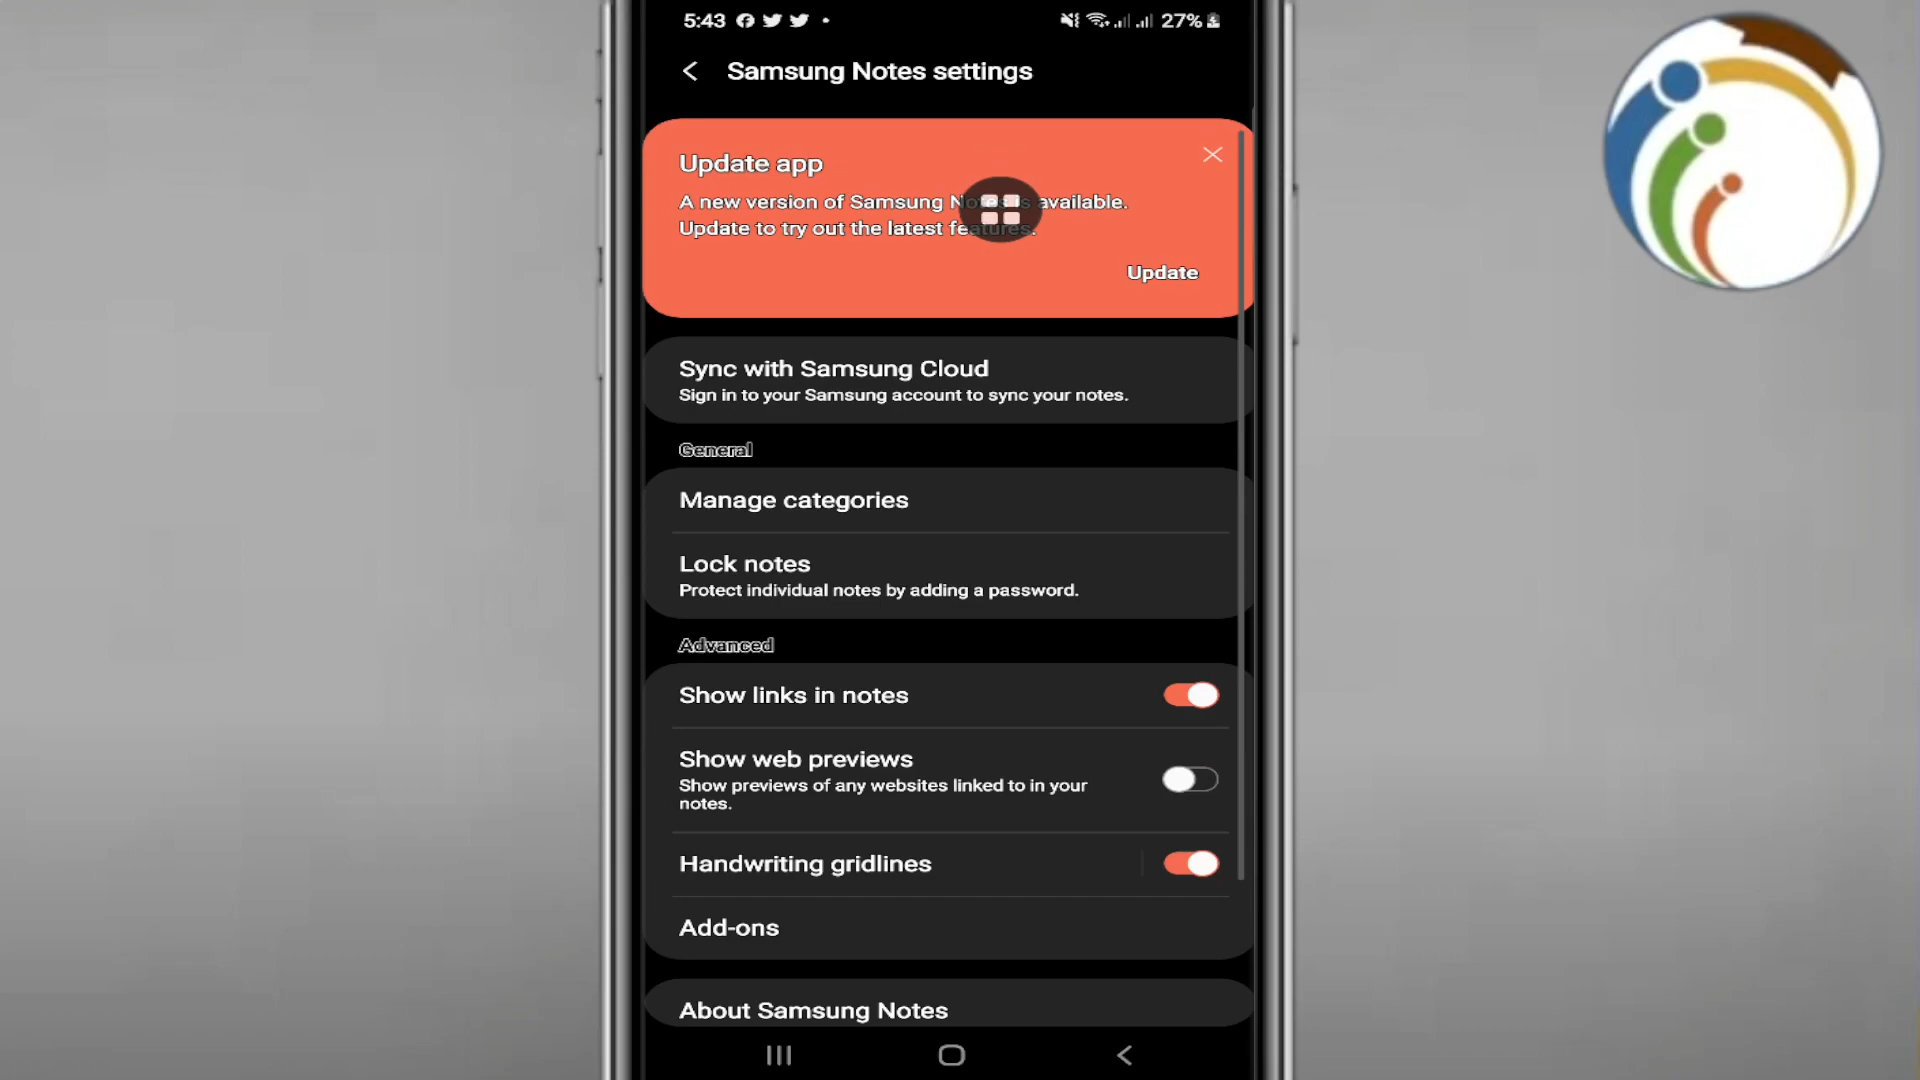 5:43
27%
Samsung Notes settings
Update app
A new version of Samsung Notes is available.
Update to try out the latest features.
Update
Sync with Samsung Cloud
Sign in to your Samsung account to sync your notes.
General
Manage categories
Lock notes
Protect individual notes by adding a password.
Advanced
Show links in notes
Show web previews
Show previews of any websites linked to in your
notes.
Handwriting gridlines
Add-ons
About Samsung Notes